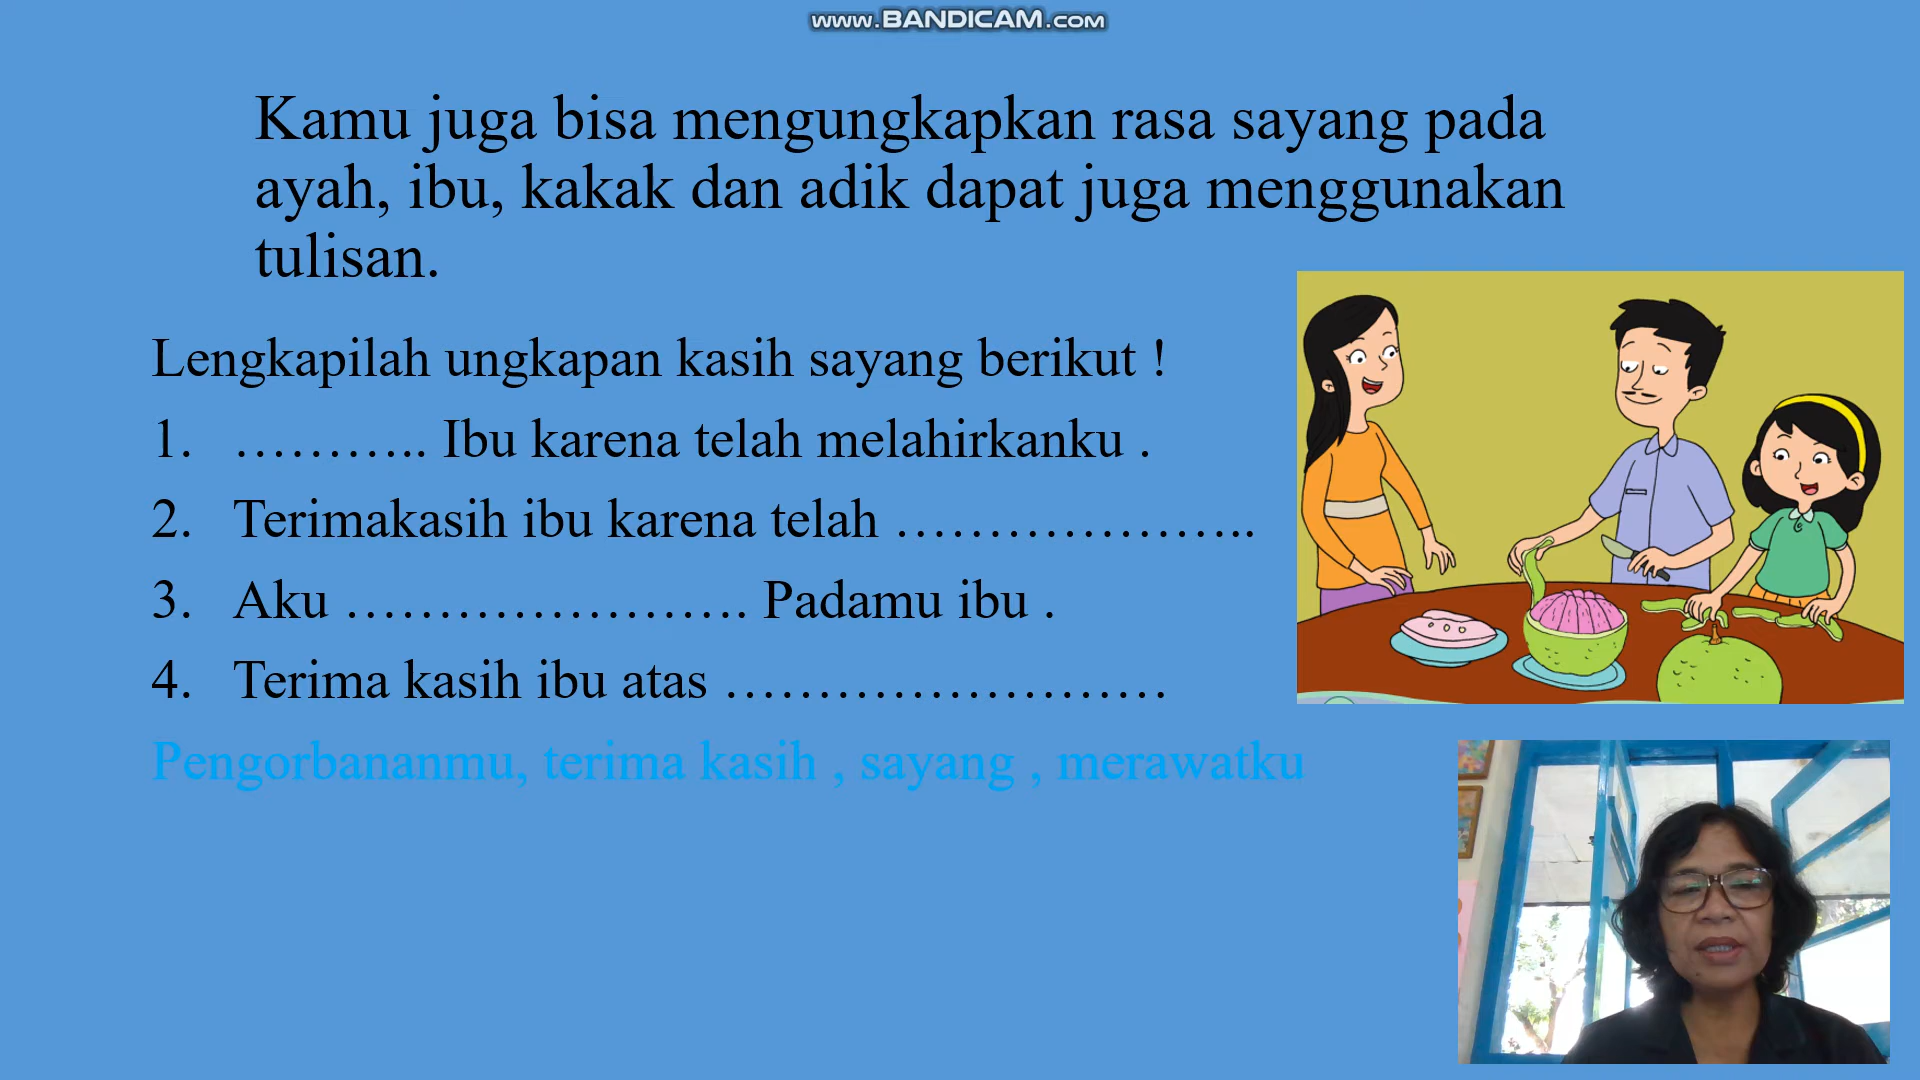 www.BANDICAM.com
Kamu juga bisa mengungkapkan rasa sayang pada
ayah, ibu, kakak dan adik dapat juga menggunakan
tulisan.
Lengkapilah ungkapan kasih sayang berikut !
1. ……….. Ibu karena telah melahirkanku .
2. Terimakasih ibu karena telah ………………..
3. Aku …………………. Padamu ibu .
4. Terima kasih ibu atas ……………………
Pengorbananmu, terima kasih , sayang , merawatku